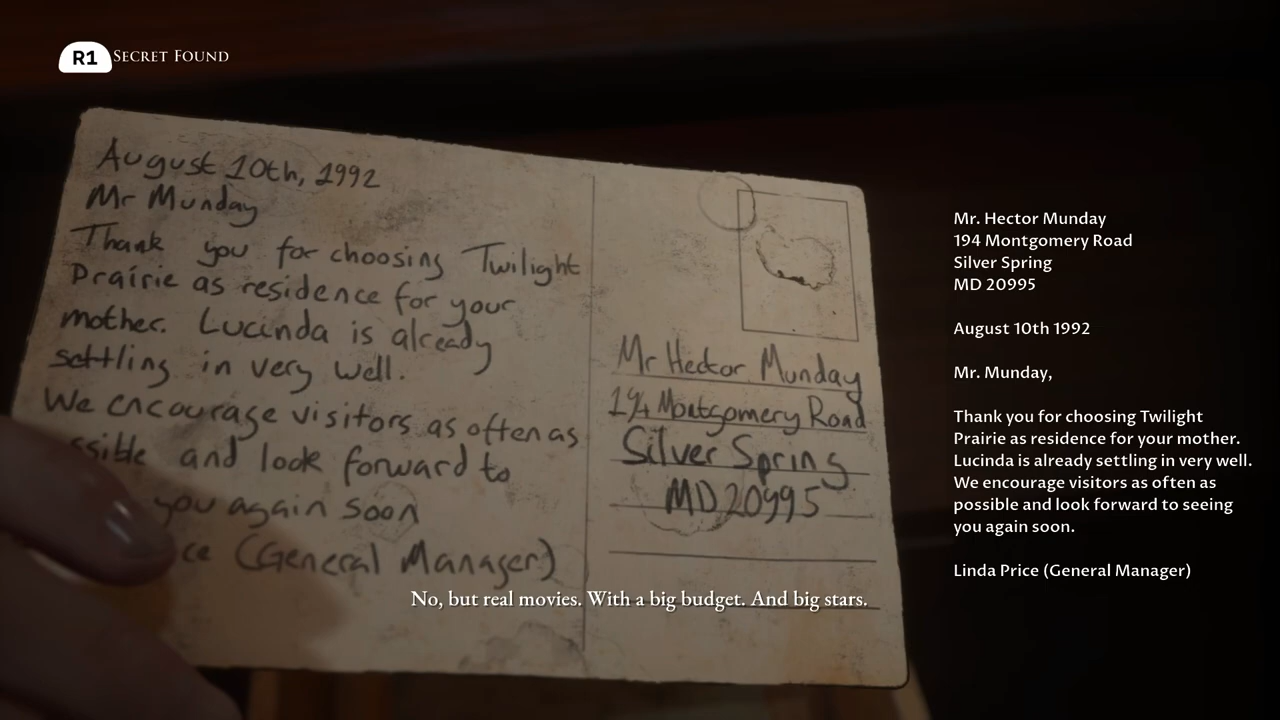 R1 Secret Found
August 10th, 1992
Mr Munday
Thank you for choosing Twilight
Prairie as residence for your
mother. Lucinda is already
settling in very well.
We encourage visitors as often as
ssible and look forward to
you again soon
ce (General Manager)
Mr Hector Munday
194 Montgomery Road
Silver Spring
MD 20995
Mr. Hector Munday
194 Montgomery Road
Silver Spring
MD 20995
August 10th 1992
Mr. Munday,
Thank you for choosing Twilight
Prairie as residence for your mother.
Lucinda is already settling in very well.
We encourage visitors as often as
possible and look forward to seeing
you again soon.
Linda Price (General Manager)
No, but real movies. With a big budget. And big stars.